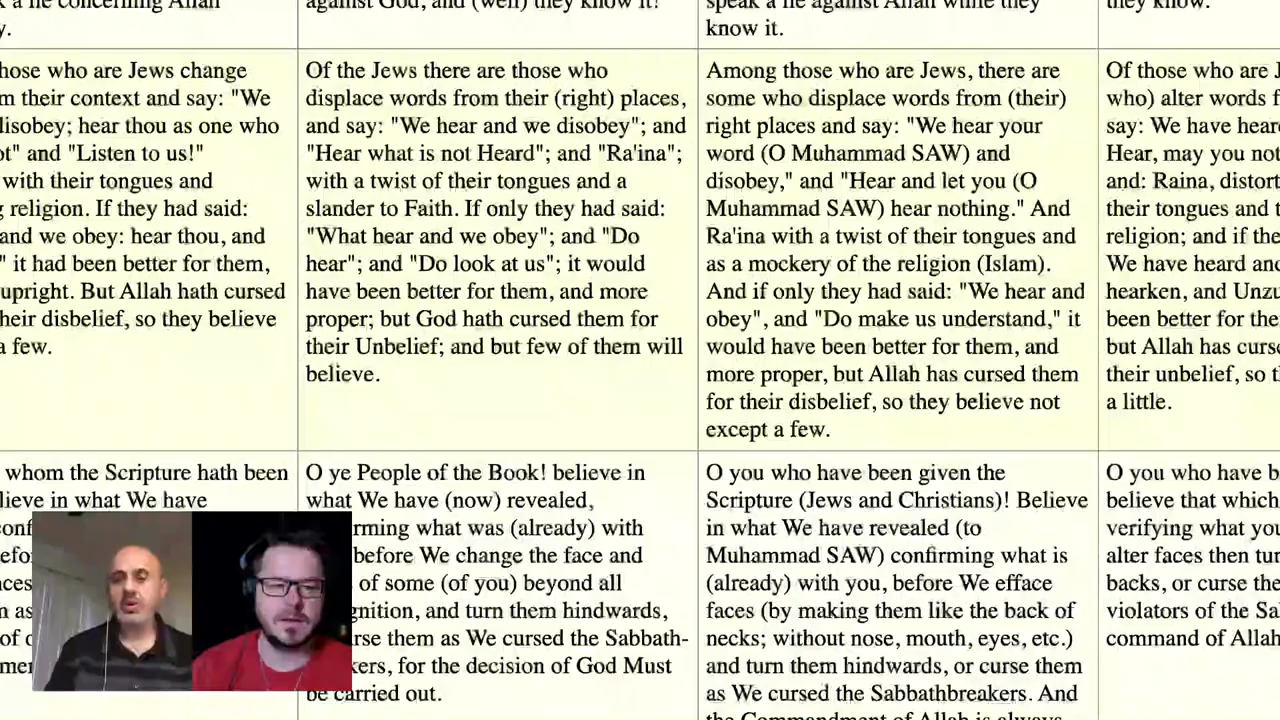 k a lie concerning Allah
y.
against God, and (well) they know it!
speak a lie against Allah while they
know it.
they know.
hose who are Jews change
m their context and say: "We
disobey; hear thou as one who
ot" and "Listen to us!"
with their tongues and
g religion. If they had said:
and we obey: hear thou, and
" it had been better for them,
upright. But Allah hath cursed
heir disbelief, so they believe
a few.
Of the Jews there are those who
displace words from their (right) places,
and say: "We hear and we disobey"; and
"Hear what is not Heard"; and "Ra'ina";
with a twist of their tongues and a
slander to Faith. If only they had said:
"What hear and we obey"; and "Do
hear"; and "Do look at us"; it would
have been better for them, and more
proper; but God hath cursed them for
their Unbelief; and but few of them will
believe.
Among those who are Jews, there are
some who displace words from (their)
right places and say: "We hear your
word (O Muhammad SAW) and
disobey," and "Hear and let you (O
Muhammad SAW) hear nothing." And
Ra'ina with a twist of their tongues and
as a mockery of the religion (Islam).
And if only they had said: "We hear and
obey", and "Do make us understand," it
would have been better for them, and
more proper, but Allah has cursed them
for their disbelief, so they believe not
except a few.
Of those who are J
who) alter words f
say: We have hear
Hear, may you not
and: Raina, distort
their tongues and t
religion; and if the
We have heard and
hearken, and Unzu
been better for the
but Allah has curse
their unbelief, so t
a little.
whom the Scripture hath been
lieve in what We have
conf
efo
aces
n as
of o
mer
O ye People of the Book! believe in
what We have (now) revealed,
rming what was (already) with
before We change the face and
of some (of you) beyond all
gnition, and turn them hindwards,
rse them as We cursed the Sabbath-
kers, for the decision of God Must
be carried out.
O you who have been given the
Scripture (Jews and Christians)! Believe
in what We have revealed (to
Muhammad SAW) confirming what is
(already) with you, before We efface
faces (by making them like the back of
necks; without nose, mouth, eyes, etc.)
and turn them hindwards, or curse them
as We cursed the Sabbathbreakers. And
the Commandment of Allah is always
O you who have b
believe that which
verifying what you
alter faces then tur
backs, or curse the
violators of the Sa
command of Allah